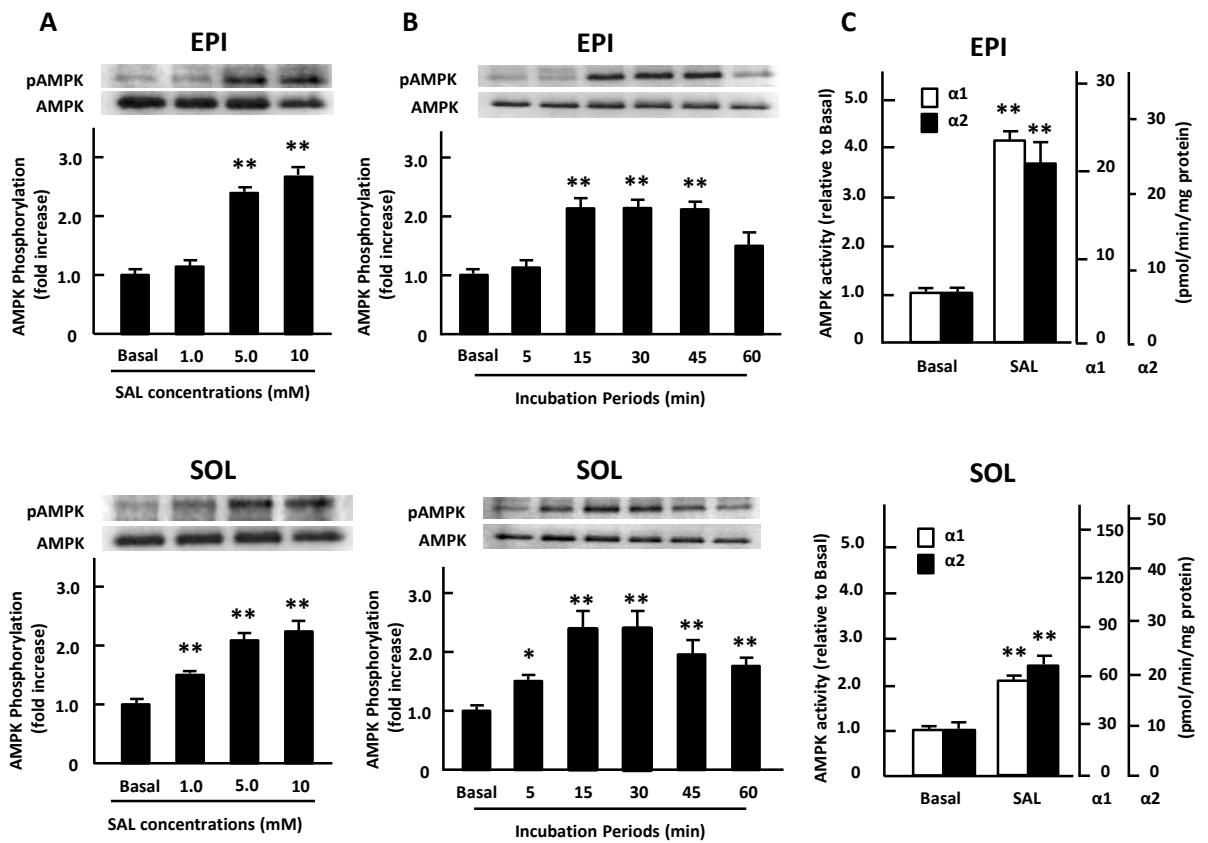 A
EPI
pAMPK
AMPK
AMPK Phosphorylation
(fold increase)
3.0
2.0
1.0
0
Basal 1.0 5.0 10
** **
SAL concentrations (mM)
B
EPI
pAMPK
AMPK
AMPK Phosphorylation
(fold increase)
3.0
2.0
1.0
0
** ** **
Basal 5 15 30 45 60
Incubation Periods (min)
C
EPI
AMPK activity (relative to Basal)
5.0
4.0
3.0
2.0
1.0
0
α1
α2
** **
Basal SAL
30
20
10
0
α1
30
20
10
0
α2
(pmol/min/mg protein)
SOL
pAMPK
AMPK
AMPK Phosphorylation
(fold increase)
3.0
2.0
1.0
0
** ** **
Basal 1.0 5.0 10
SAL concentrations (mM)
SOL
pAMPK
AMPK
AMPK Phosphorylation
(fold increase)
3.0
2.0
1.0
0
* ** ** ** **
Basal 5 15 30 45 60
Incubation Periods (min)
SOL
AMPK activity (relative to Basal)
5.0
4.0
3.0
2.0
1.0
0
α1
α2
** **
Basal SAL
150
120
90
60
30
0
α1
50
40
30
20
10
0
α2
(pmol/min/mg protein)